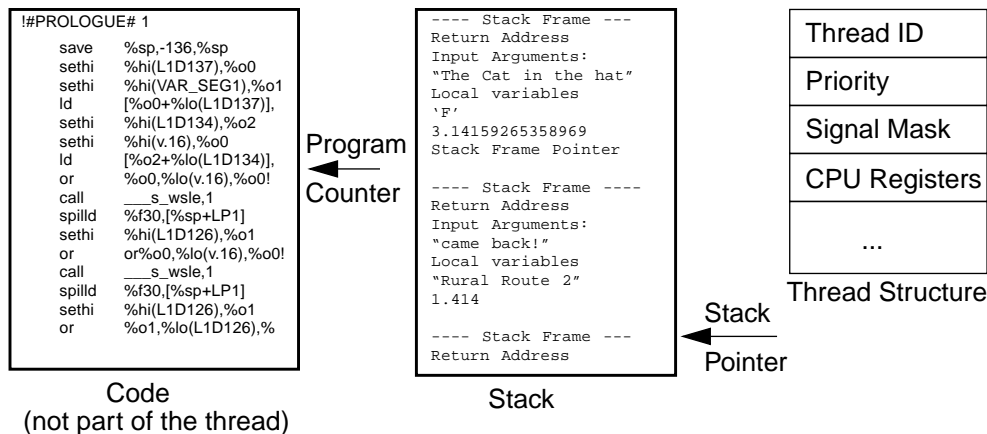 !#PROLOGUE# 1
save %sp,-136,%sp
sethi %hi(L1D137),%o0
sethi %hi(VAR_SEG1),%o1
ld [%o0+%lo(L1D137)],
sethi %hi(L1D134),%o2
sethi %hi(v.16),%o0
ld [%o2+%lo(L1D134)],
or %o0,%lo(v.16),%o0!
call ___s_wsle,1
spilld %f30,[%sp+LP1]
sethi %hi(L1D126),%o1
or or%o0,%lo(v.16),%o0!
call ___s_wsle,1
spilld %f30,[%sp+LP1]
sethi %hi(L1D126),%o1
or %o1,%lo(L1D126),%
Code
(not part of the thread)
Program
Counter
---- Stack Frame ---
Return Address
Input Arguments:
“The Cat in the hat”
Local variables
‘F’
3.14159265358969
Stack Frame Pointer
---- Stack Frame ----
Return Address
Input Arguments:
“came back!”
Local variables
“Rural Route 2”
1.414
---- Stack Frame ---
Return Address
Stack
Stack
Pointer
Thread ID
Priority
Signal Mask
CPU Registers
...
Thread Structure